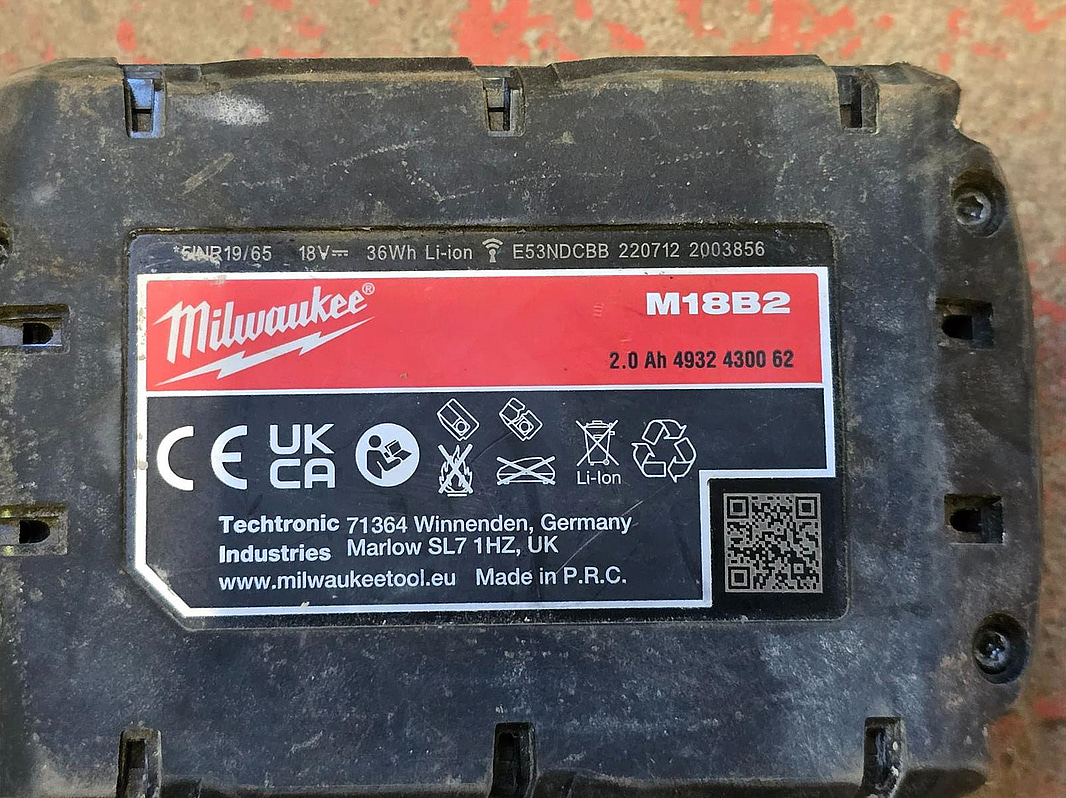 *5INR19/65 18V⎓ 36Wh Li-ion E53NDCBB 220712 2003856
Milwaukee®
M18B2
2.0 Ah 4932 4300 62
CE UK CA
Li-Ion
Techtronic Industries
71364 Winnenden, Germany
Marlow SL7 1HZ, UK
www.milwaukeetool.eu Made in P.R.C.